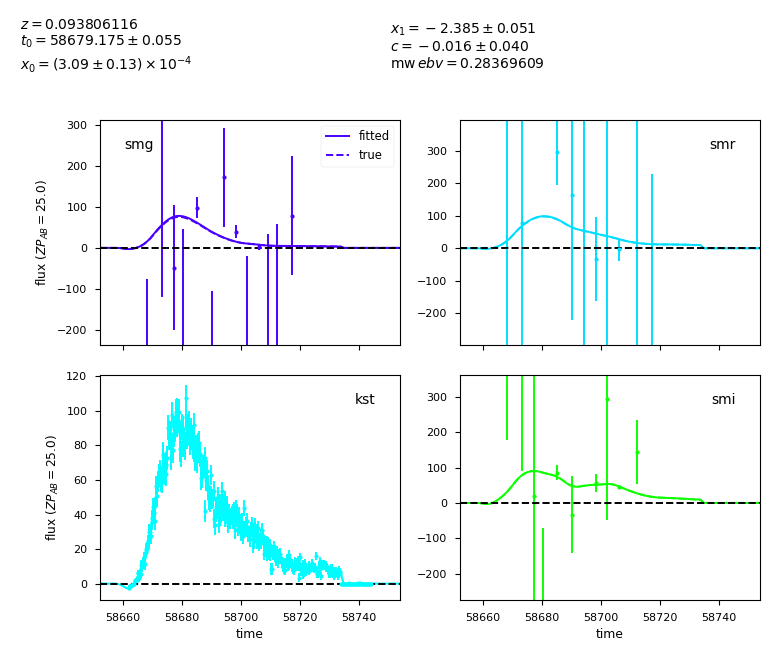 z = 0.093806116
t₀ = 58679.175 ± 0.055
x₀ = (3.09 ± 0.13) × 10⁻⁴
x₁ = −2.385 ± 0.051
c = −0.016 ± 0.040
mw ebv = 0.28369609
smg
fitted
true
300
200
100
0
−100
−200
flux (ZP_AB = 25.0)
smr
300
200
100
0
−100
−200
kst
120
100
80
60
40
20
0
flux (ZP_AB = 25.0)
58660 58680 58700 58720 58740
time
smi
300
200
100
0
−100
−200
58660 58680 58700 58720 58740
time